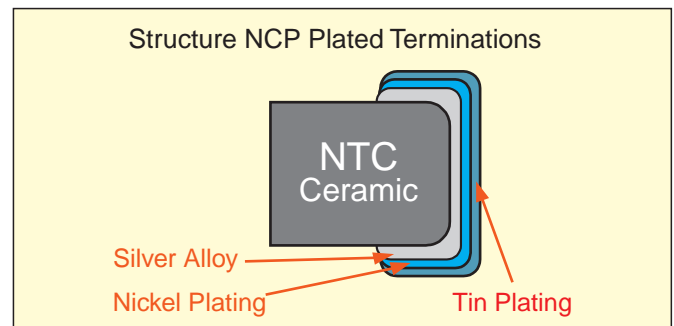 Structure NCP Plated Terminations
NTC
Ceramic
Silver Alloy
Nickel Plating
Tin Plating